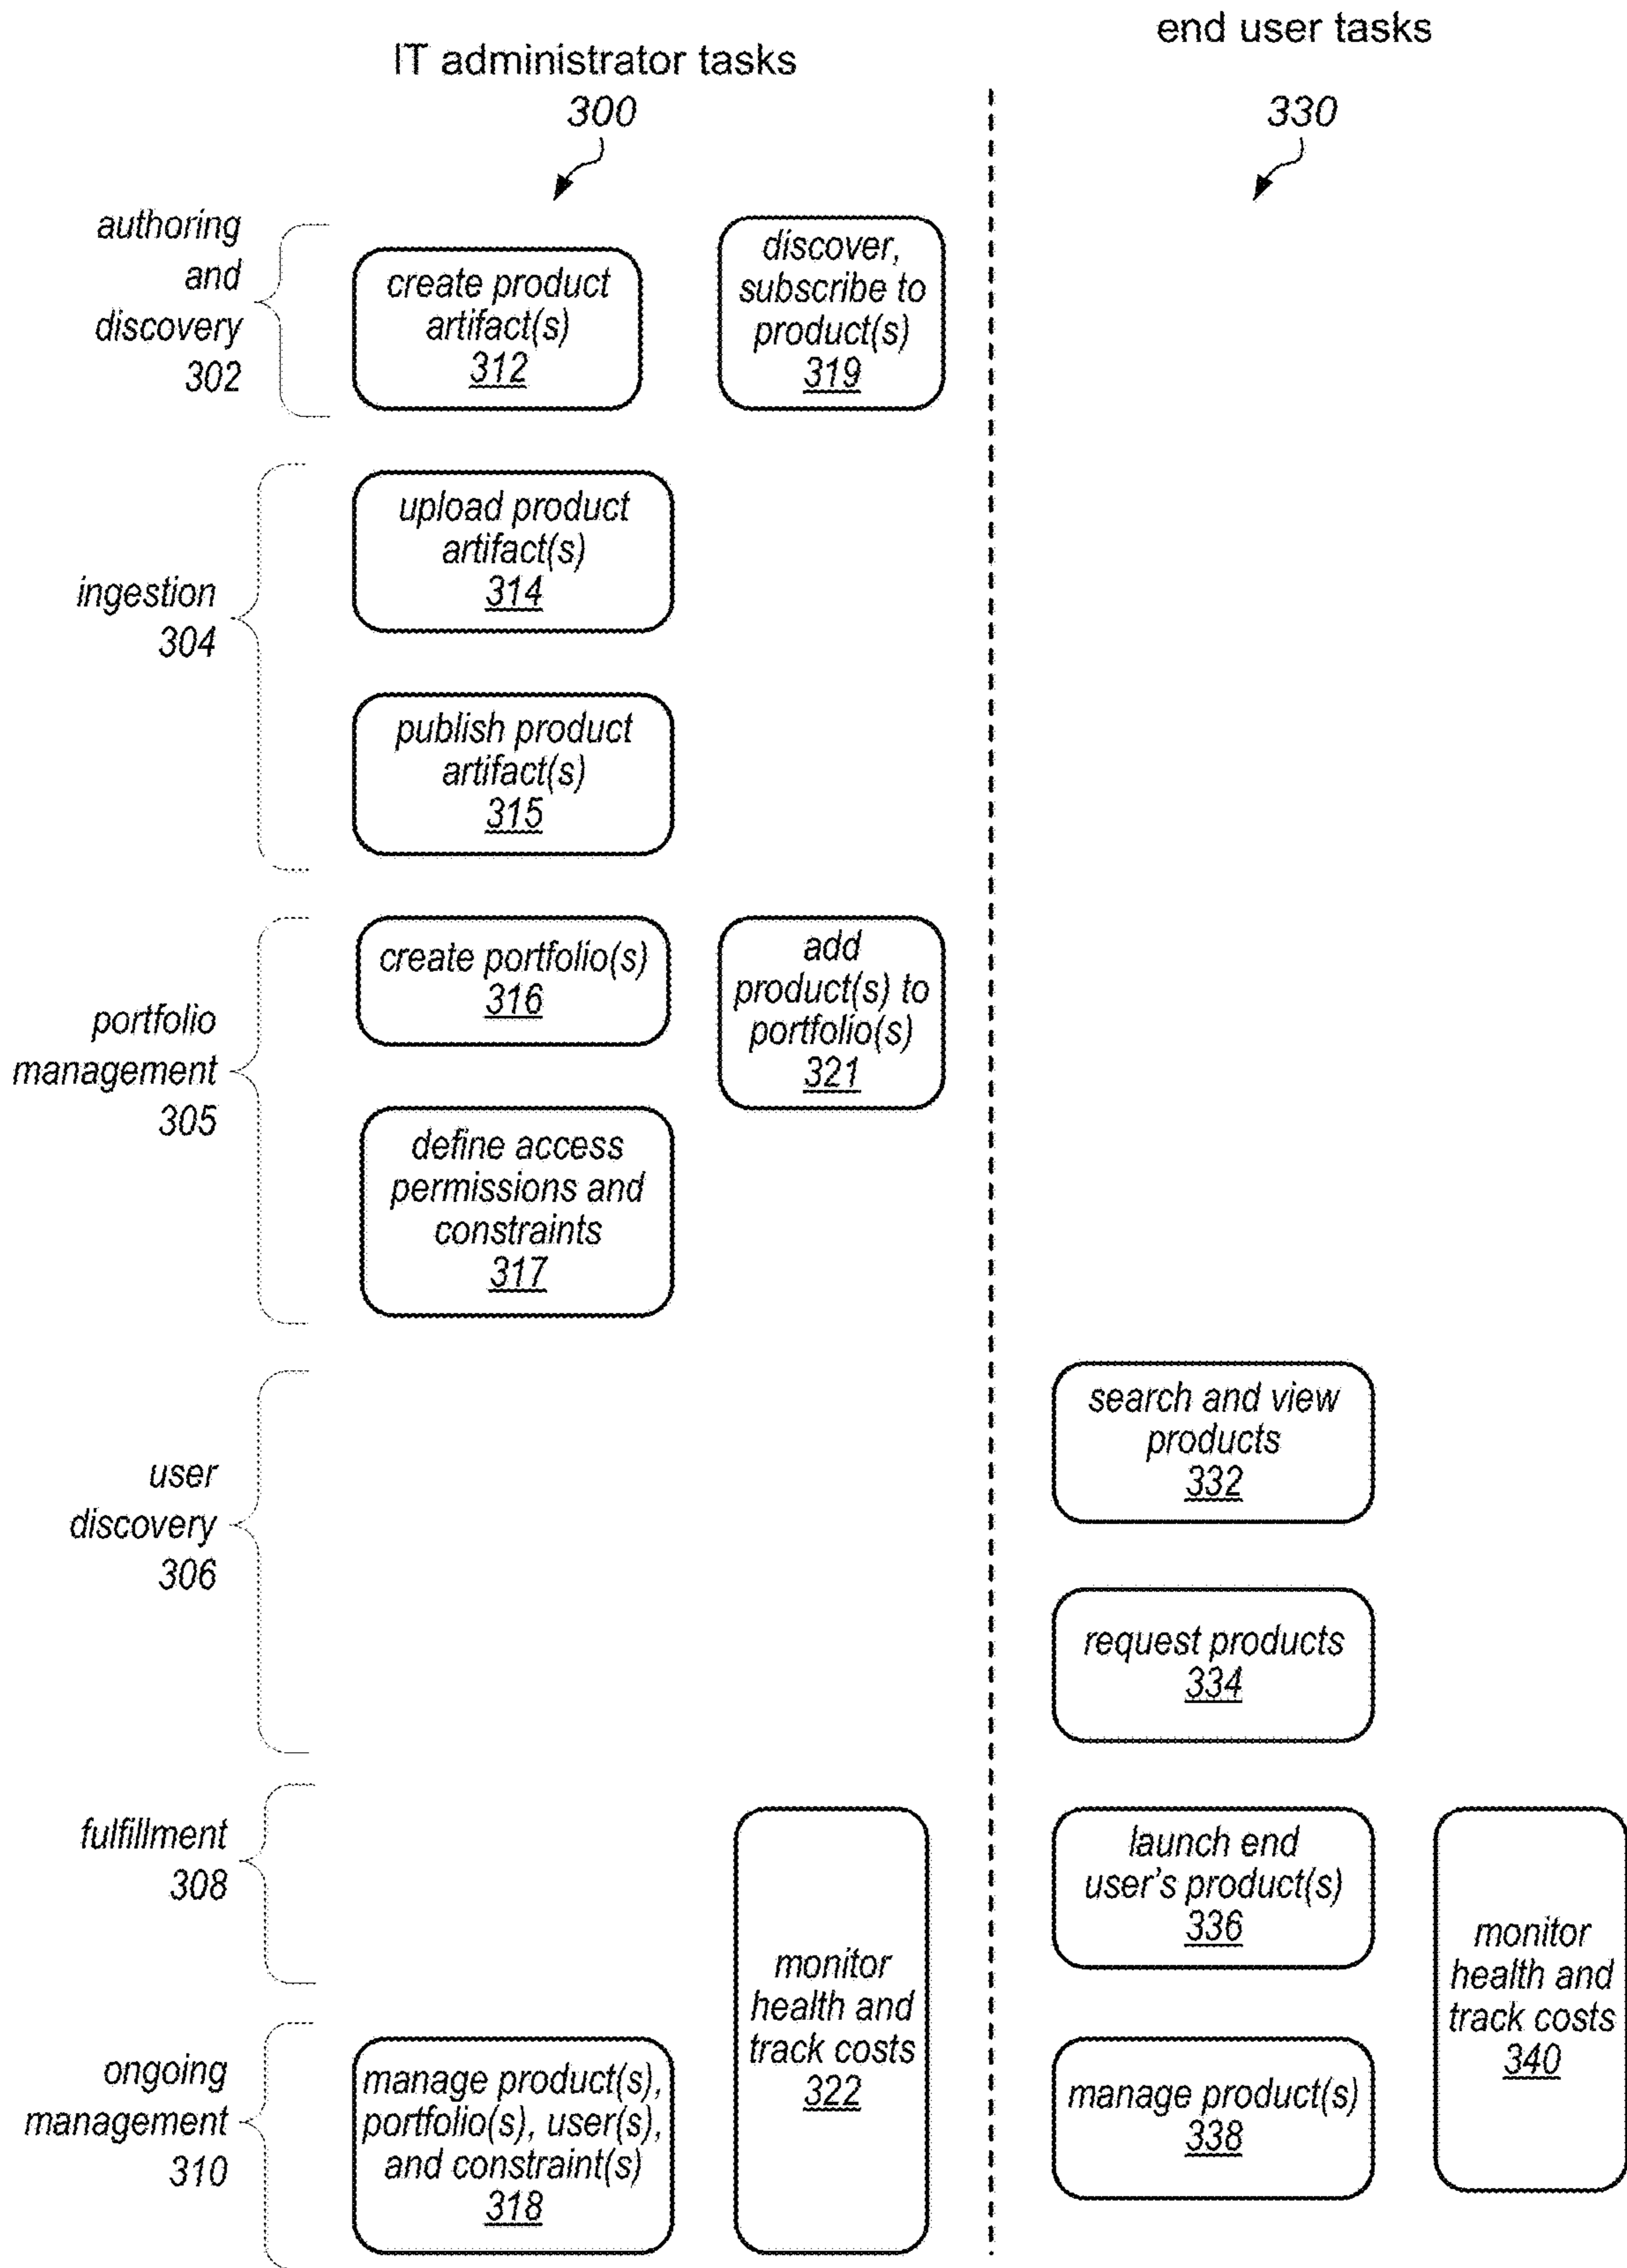 IT administrator tasks
300
end user tasks
330
authoring
and
discovery
302
create product
artifact(s)
312
discover,
subscribe to
product(s)
319
ingestion
304
upload product
artifact(s)
314
publish product
artifact(s)
315
portfolio
management
305
create portfolio(s)
316
add
product(s) to
portfolio(s)
321
define access
permissions and
constraints
317
user
discovery
306
search and view
products
332
request products
334
fulfillment
308
launch end
user's product(s)
336
monitor
health and
track costs
322
monitor
health and
track costs
340
ongoing
management
310
manage product(s),
portfolio(s), user(s),
and constraint(s)
318
manage product(s)
338